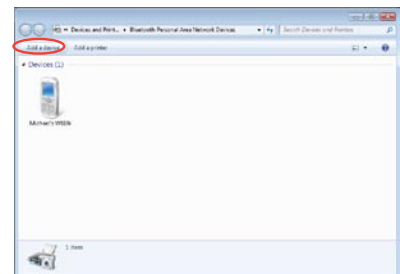 Devices and Print... Bluetooth Personal Area Network Devices Search Devices and Printers
Add a device Add a printer
Devices (1)
Michael's
1 item